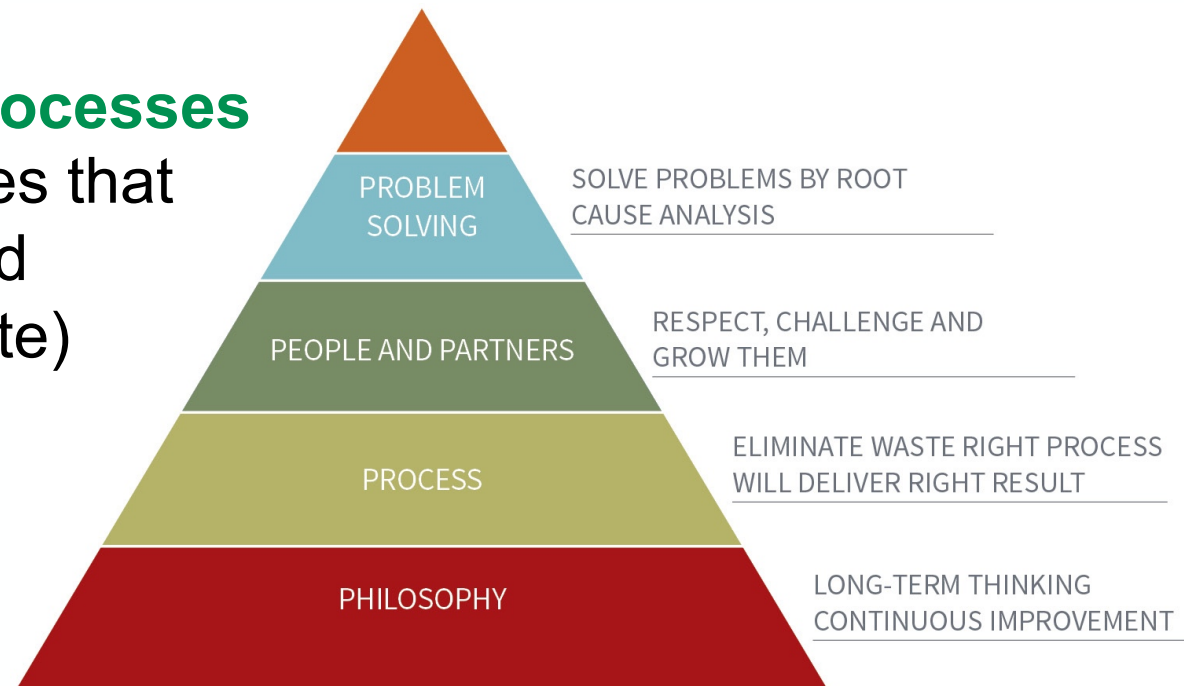 ocesses
es that
d
te)
PROBLEM
SOLVING
SOLVE PROBLEMS BY ROOT
CAUSE ANALYSIS
PEOPLE AND PARTNERS
RESPECT, CHALLENGE AND
GROW THEM
PROCESS
ELIMINATE WASTE RIGHT PROCESS
WILL DELIVER RIGHT RESULT
PHILOSOPHY
LONG-TERM THINKING
CONTINUOUS IMPROVEMENT